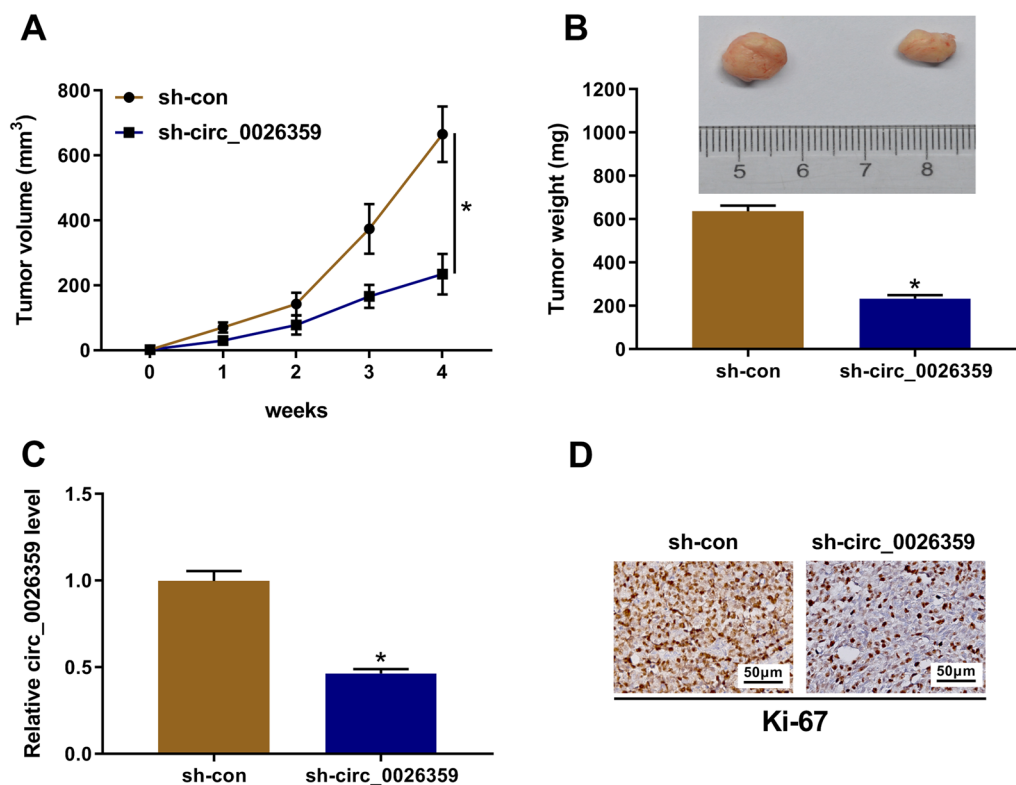 A
Tumor volume (mm³)
800
600
400
200
0
sh-con
sh-circ_0026359
*
0 1 2 3 4
weeks
B
Tumor weight (mg)
1200
1000
800
600
400
200
0
5 6 7 8
*
sh-con sh-circ_0026359
C
Relative circ_0026359 level
1.5
1.0
0.5
0.0
*
sh-con sh-circ_0026359
D
sh-con sh-circ_0026359
50μm 50μm
Ki-67